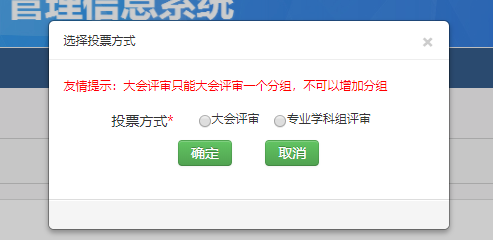 管理信息系统
选择投票方式 ×
友情提示：大会评审只能大会评审一个分组，不可以增加分组
投票方式* 大会评审 专业学科组评审
确定 取消